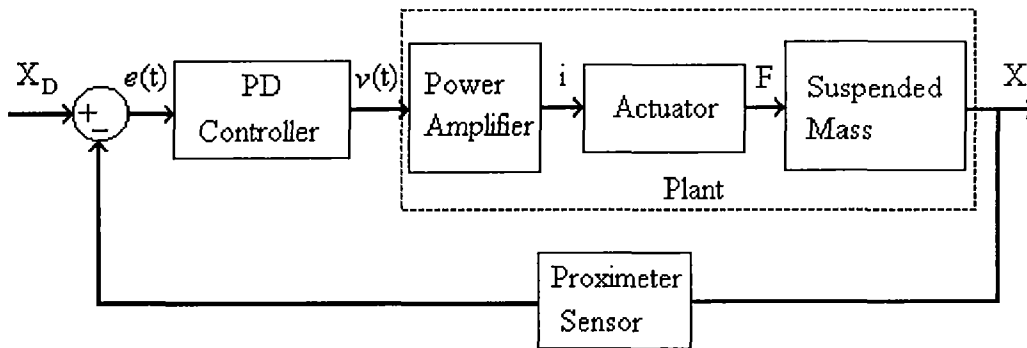 X_D
e(t)
PD
Controller
v(t)
Power
Amplifier
i
Actuator
F
Suspended
Mass
X
+
−
Plant
Proximeter
Sensor